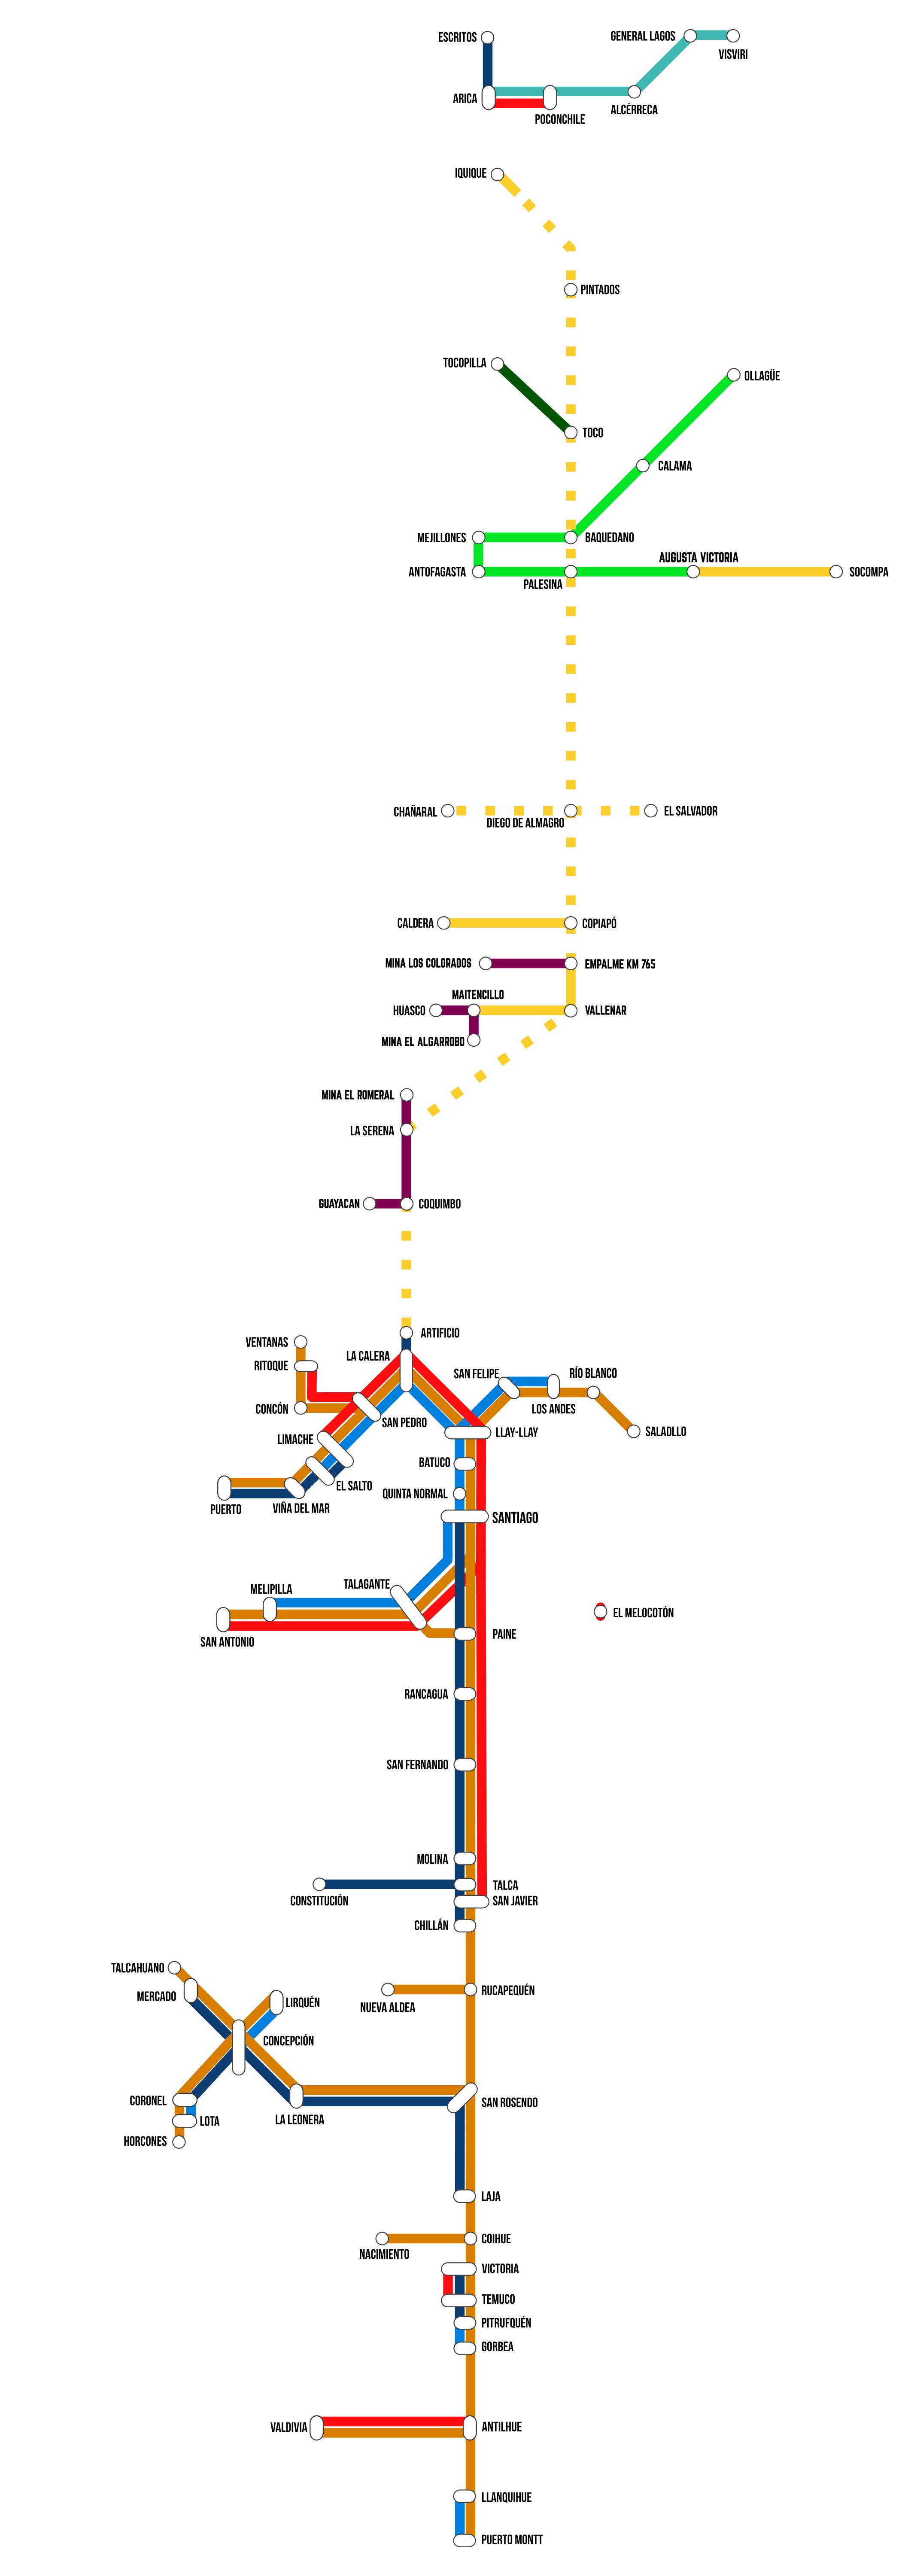 ESCRITOS
GENERAL LAGOS
VISVIRI
ARICA
POCONCHILE
ALCÉRRECA
IQUIQUE
PINTADOS
TOCOPILLA
OLLAGÜE
TOCO
CALAMA
MEJILLONES
BAQUEDANO
AUGUSTA VICTORIA
ANTOFAGASTA
PALESINA
SOCOMPA
CHAÑARAL
EL SALVADOR
DIEGO DE ALMAGRO
CALDERA
COPIAPÓ
MINA LOS COLORADOS
EMPALME KM 765
MAITENCILLO
HUASCO
VALLENAR
MINA EL ALGARROBO
MINA EL ROMERAL
LA SERENA
GUAYACAN
COQUIMBO
ARTIFICIO
VENTANAS
LA CALERA
RITOQUE
SAN FELIPE
RÍO BLANCO
CONCÓN
LOS ANDES
SAN PEDRO
SALADLLO
LLAY-LLAY
LIMACHE
BATUCO
EL SALTO
QUINTA NORMAL
PUERTO
VIÑA DEL MAR
SANTIAGO
TALAGANTE
MELIPILLA
EL MELOCOTÓN
SAN ANTONIO
PAINE
RANCAGUA
SAN FERNANDO
MOLINA
TALCA
CONSTITUCIÓN
SAN JAVIER
CHILLÁN
TALCAHUANO
MERCADO
LIRQUÉN
NUEVA ALDEA
RUCAPEQUÉN
CONCEPCIÓN
CORONEL
SAN ROSENDO
LOTA
LA LEONERA
HORCONES
LAJA
COIHUE
NACIMIENTO
VICTORIA
TEMUCO
PITRUFQUÉN
GORBEA
VALDIVIA
ANTILHUE
LLANQUIHUE
PUERTO MONTT